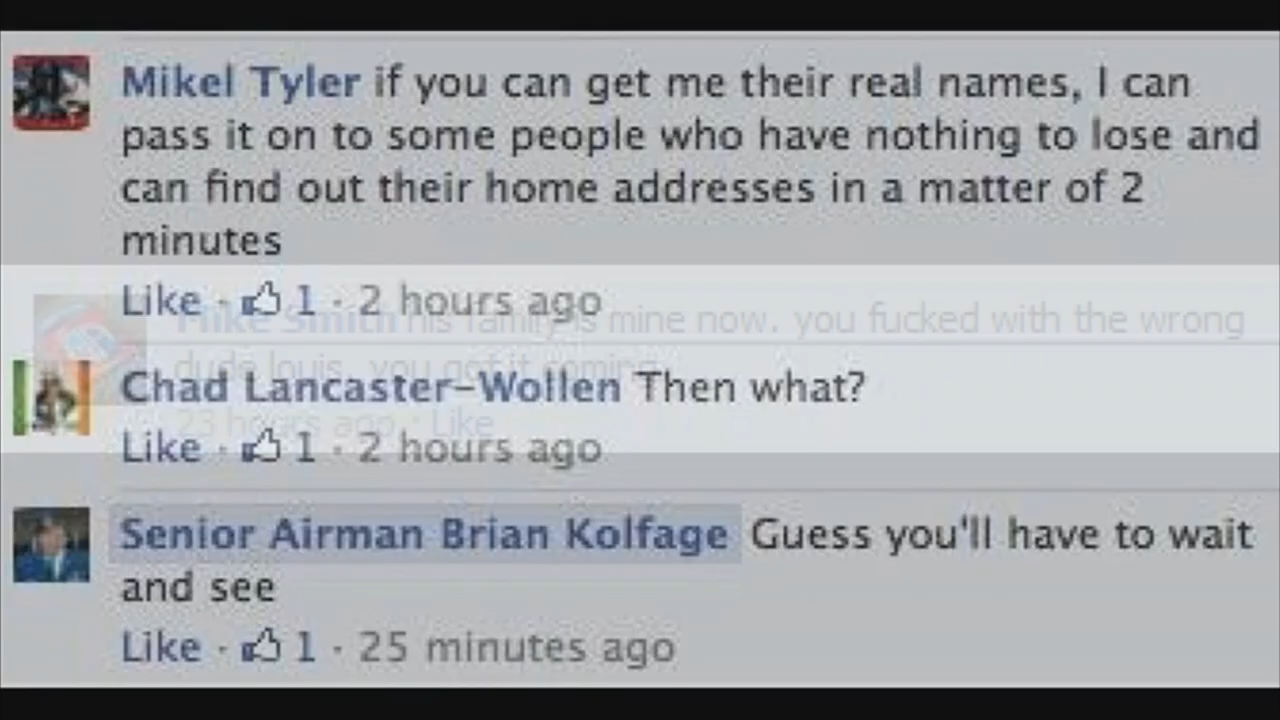 Mikel Tyler if you can get me their real names, I can
pass it on to some people who have nothing to lose and
can find out their home addresses in a matter of 2
minutes
Like · 1 · 2 hours ago
Mike Smith his family is mine now. you fucked with the wrong
dude louis, you got it coming
Chad Lancaster-Wollen Then what?
23 hours ago · Like
Like · 1 · 2 hours ago
Senior Airman Brian Kolfage Guess you'll have to wait
and see
Like · 1 · 25 minutes ago